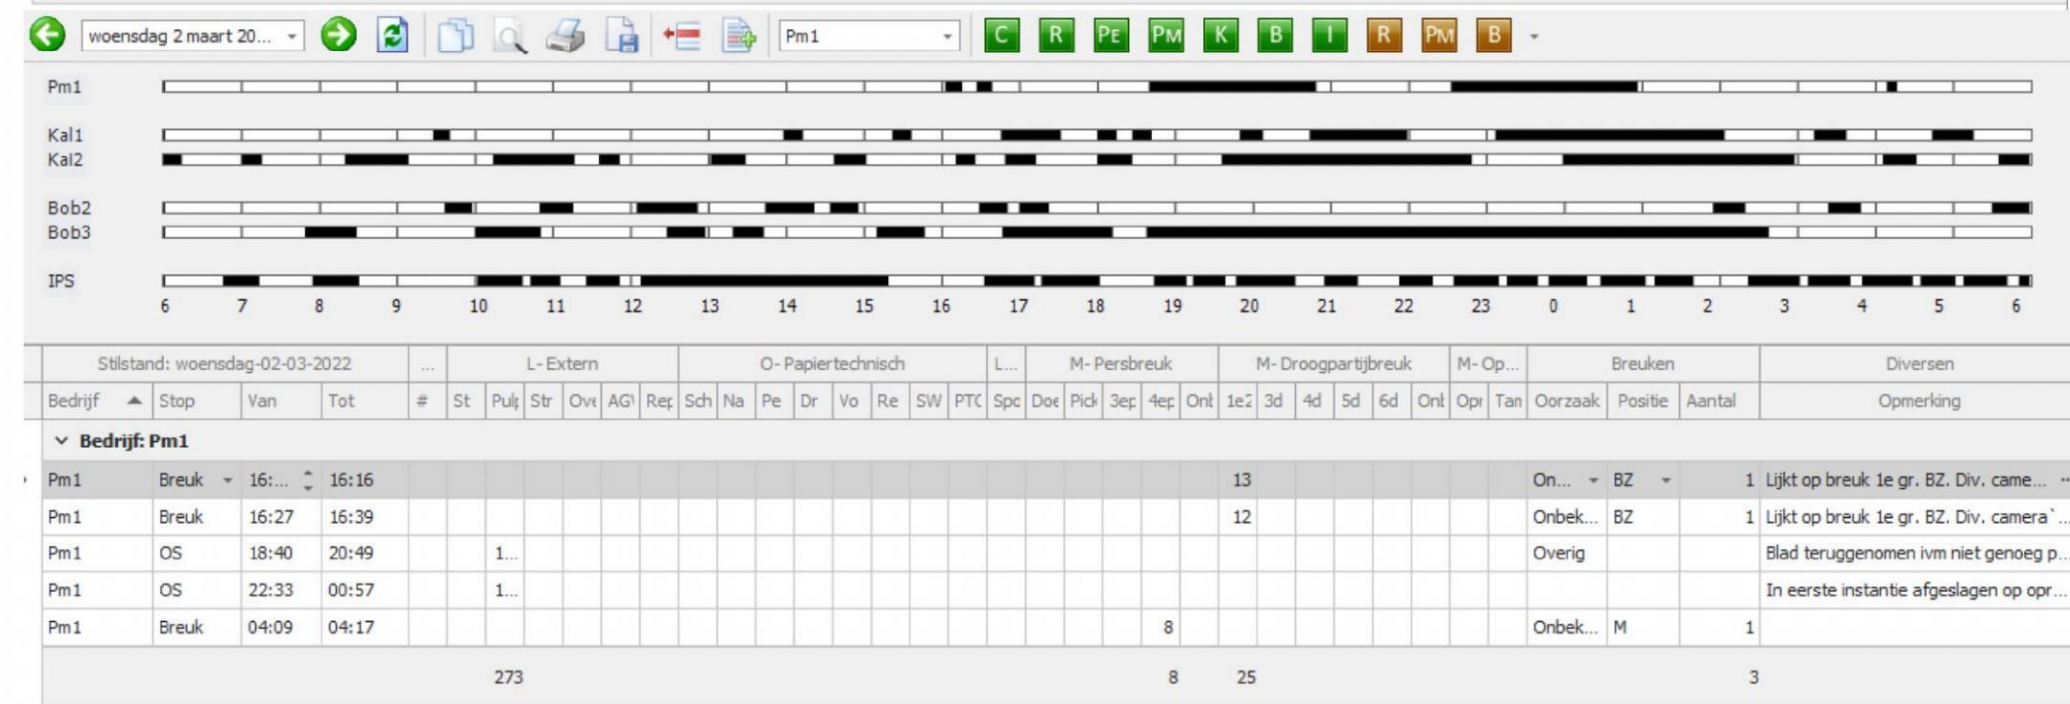 woensdag 2 maart 20... Pm1 C R PE PM K B I R PM B
Pm1
Kal1
Kal2
Bob2
Bob3
IPS
6 7 8 9 10 11 12 13 14 15 16 17 18 19 20 21 22 23 0 1 2 3 4 5 6
Stilstand: woensdag-02-03-2022 ... L- Extern O- Papiertechnisch L... M- Persbreuk M- Droogpartijbreuk M- Op... Breuken Diversen
Bedrijf Stop Van Tot # St Pulp Str Ove AGV Rep Sch Na Pe Dr Vo Re SW PTC Spo Doe Pick 3ep 4ep Onb 1e2 3d 4d 5d 6d Onb Opr Tam Oorzaak Positie Aantal Opmerking
Bedrijf: Pm1
Pm1 Breuk 16:... 16:16 13 On... BZ 1 Lijkt op breuk 1e gr. BZ. Div. came... ...
Pm1 Breuk 16:27 16:39 12 Onbek... BZ 1 Lijkt op breuk 1e gr. BZ. Div. camera`...
Pm1 OS 18:40 20:49 1... Overig Blad teruggenomen ivm niet genoeg p...
Pm1 OS 22:33 00:57 1... In eerste instantie afgeslagen op opr...
Pm1 Breuk 04:09 04:17 8 Onbek... M 1
273 8 25 3